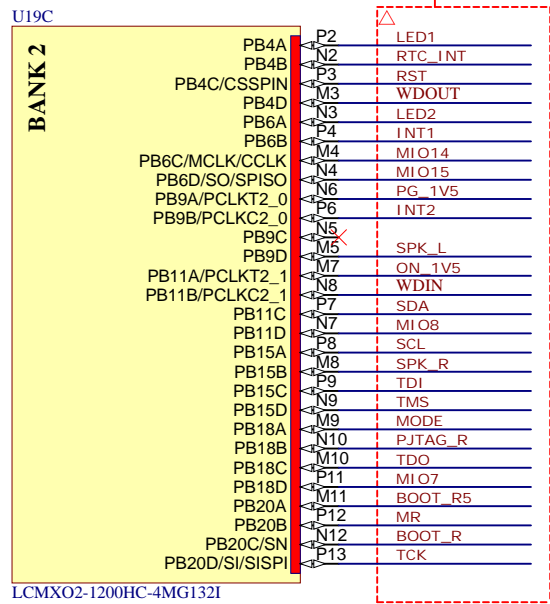 U19C
BANK 2
PB4A P2 LED1
PB4B N2 RTC_INT
PB4C/CSSPIN P3 RST
PB4D M3 WDOUT
PB6A N3 LED2
PB6B P4 INT1
PB6C/MCLK/CCLK M4 MIO14
PB6D/SO/SPISO N4 MIO15
PB9A/PCLKT2_0 N6 PG_1V5
PB9B/PCLKC2_0 P6 INT2
PB9C N5
PB9D M5 SPK_L
PB11A/PCLKT2_1 M7 ON_1V5
PB11B/PCLKC2_1 N8 WDIN
PB11C P7 SDA
PB11D N7 MIO8
PB15A P8 SCL
PB15B M8 SPK_R
PB15C P9 TDI
PB15D N9 TMS
PB18A M9 MODE
PB18B N10 PJTAG_R
PB18C M10 TDO
PB18D P11 MIO7
PB20A M11 BOOT_R5
PB20B P12 MR
PB20C/SN N12 BOOT_R
PB20D/SI/SISPI P13 TCK
LCMXO2-1200HC-4MG132I